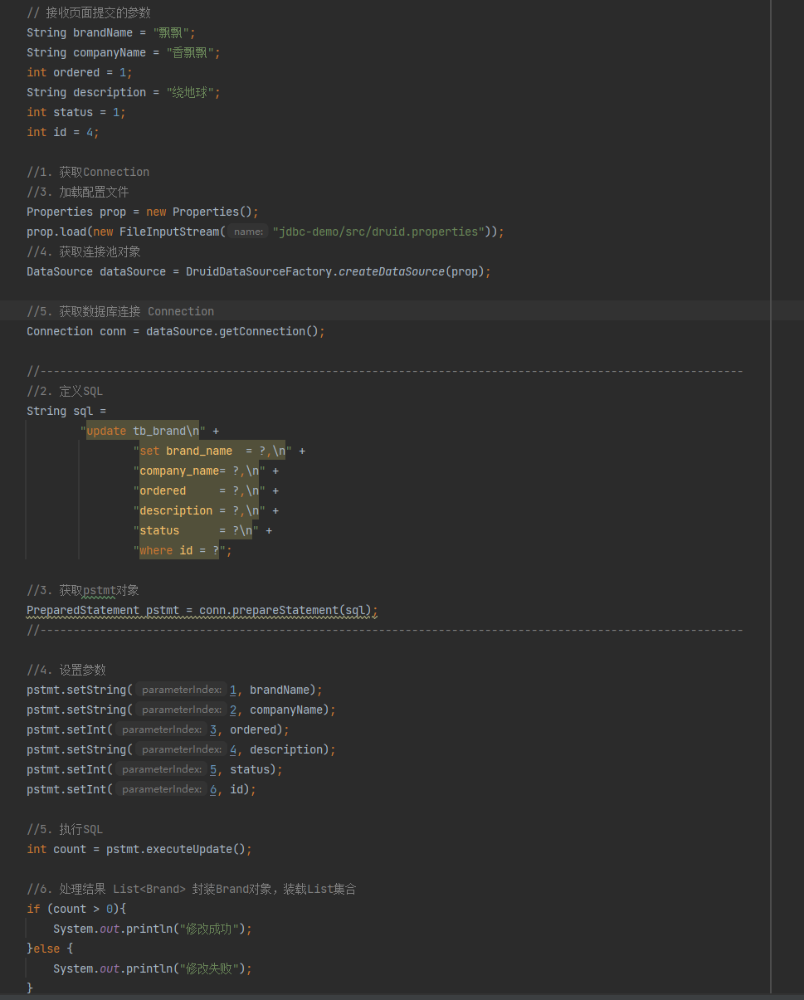 // 接收页面提交的参数
String brandName = "飘飘";
String companyName = "香飘飘";
int ordered = 1;
String description = "绕地球";
int status = 1;
int id = 4;
//1. 获取Connection
//3. 加载配置文件
Properties prop = new Properties();
prop.load(new FileInputStream( name: "jdbc-demo/src/druid.properties"));
//4. 获取连接池对象
DataSource dataSource = DruidDataSourceFactory.createDataSource(prop);
//5. 获取数据库连接 Connection
Connection conn = dataSource.getConnection();
//----------------------------------------------------------------------------------------------------------
//2. 定义SQL
String sql =
"update tb_brand\n" +
"set brand_name  = ?,\n" +
"company_name= ?,\n" +
"ordered     = ?,\n" +
"description = ?,\n" +
"status      = ?\n" +
"where id = ?";
//3. 获取pstmt对象
PreparedStatement pstmt = conn.prepareStatement(sql);
//----------------------------------------------------------------------------------------------------------
//4. 设置参数
pstmt.setString( parameterIndex: 1, brandName);
pstmt.setString( parameterIndex: 2, companyName);
pstmt.setInt( parameterIndex: 3, ordered);
pstmt.setString( parameterIndex: 4, description);
pstmt.setInt( parameterIndex: 5, status);
pstmt.setInt( parameterIndex: 6, id);
//5. 执行SQL
int count = pstmt.executeUpdate();
//6. 处理结果 List<Brand> 封装Brand对象，装载List集合
if (count > 0){
System.out.println("修改成功");
}else {
System.out.println("修改失败");
}